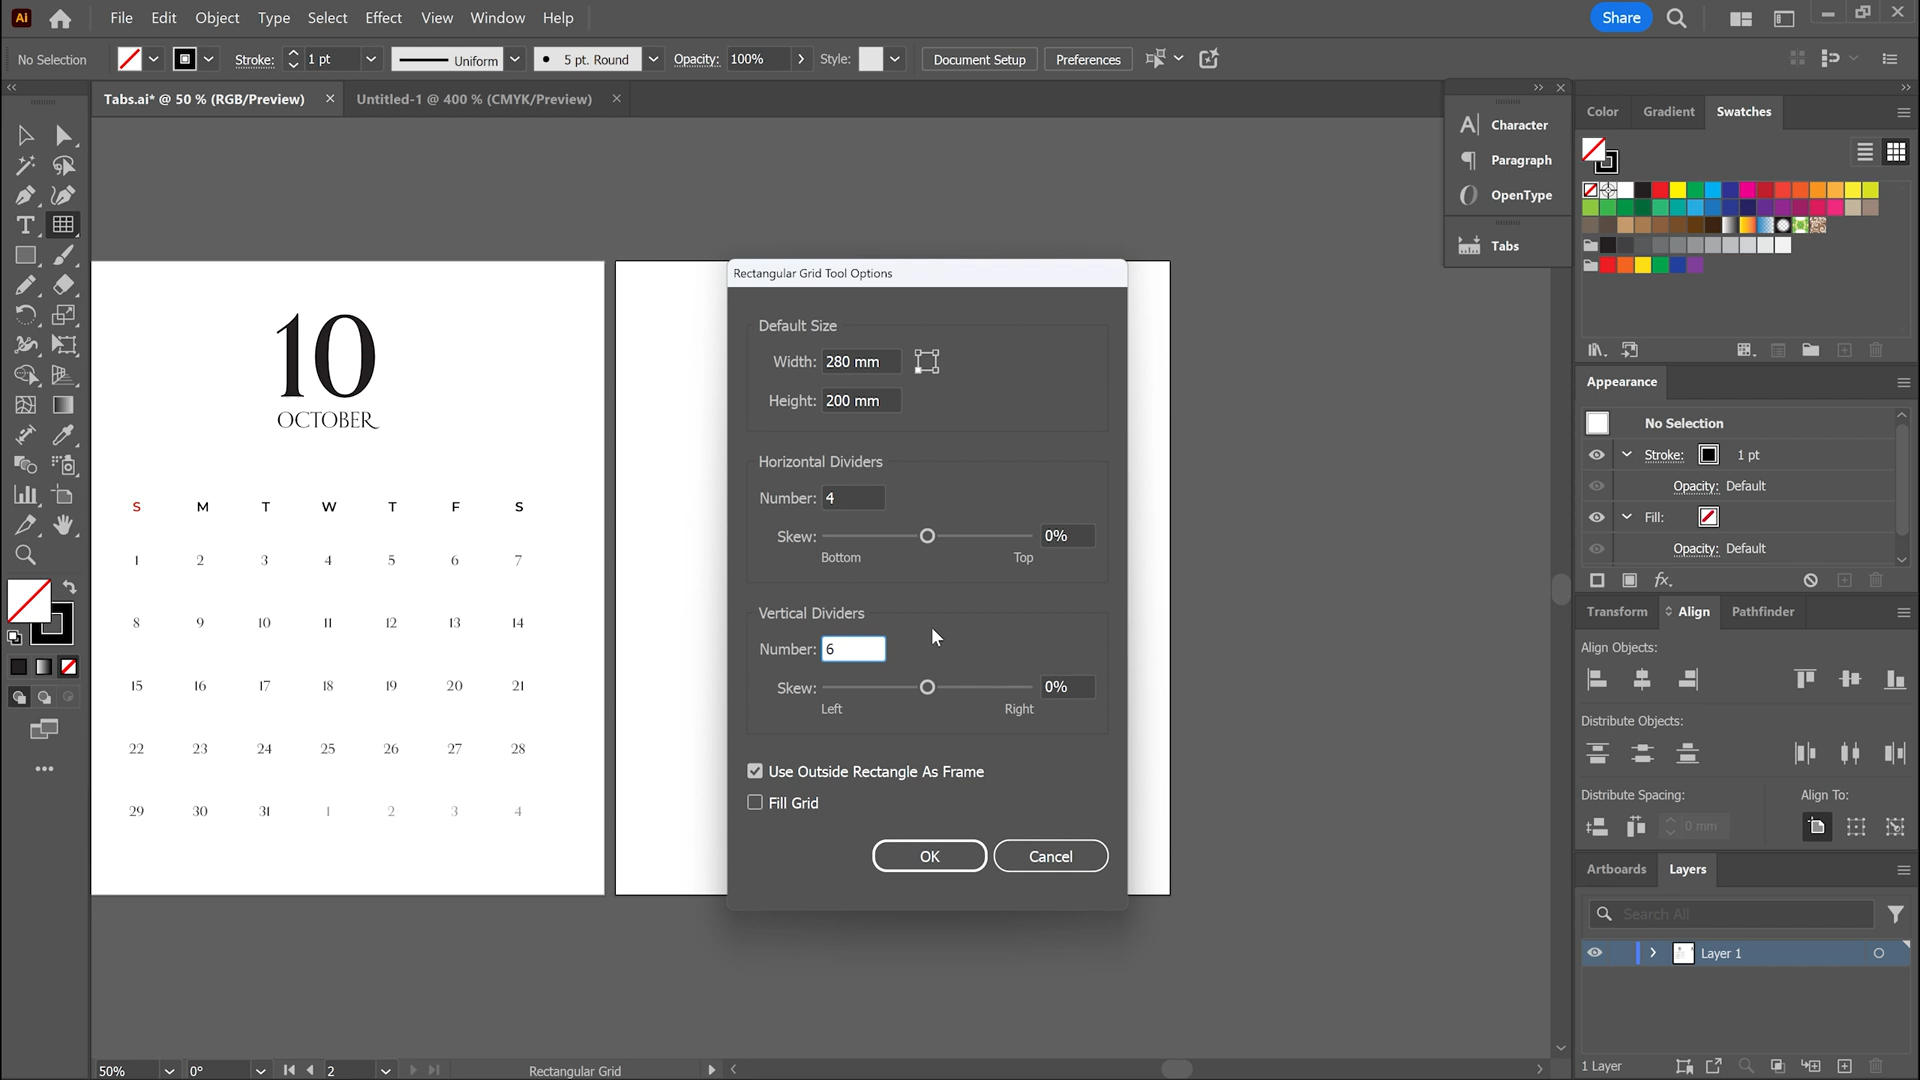 Ai File Edit Object Type Select Effect View Window Help Share
No Selection Stroke: 1 pt Uniform 5 pt. Round Opacity: 100% Style: Document Setup Preferences
Tabs.ai* @ 50 % (RGB/Preview) × Untitled-1 @ 400 % (CMYK/Preview) ×
10
OCTOBER
S M T W T F S
1 2 3 4 5 6 7
8 9 10 11 12 13 14
15 16 17 18 19 20 21
22 23 24 25 26 27 28
29 30 31 1 2 3 4
Rectangular Grid Tool Options
Default Size
Width: 280 mm
Height: 200 mm
Horizontal Dividers
Number: 4
Skew: 0%
Bottom Top
Vertical Dividers
Number: 6
Skew: 0%
Left Right
Use Outside Rectangle As Frame
Fill Grid
OK Cancel
Character
Paragraph
OpenType
Tabs
Color Gradient Swatches
Appearance
No Selection
Stroke: 1 pt
Opacity: Default
Fill:
Opacity: Default
fx.
Transform Align Pathfinder
Align Objects:
Distribute Objects:
Distribute Spacing: Align To:
0 mm
Artboards Layers
Search All
Layer 1
1 Layer
50% 0° 2 Rectangular Grid